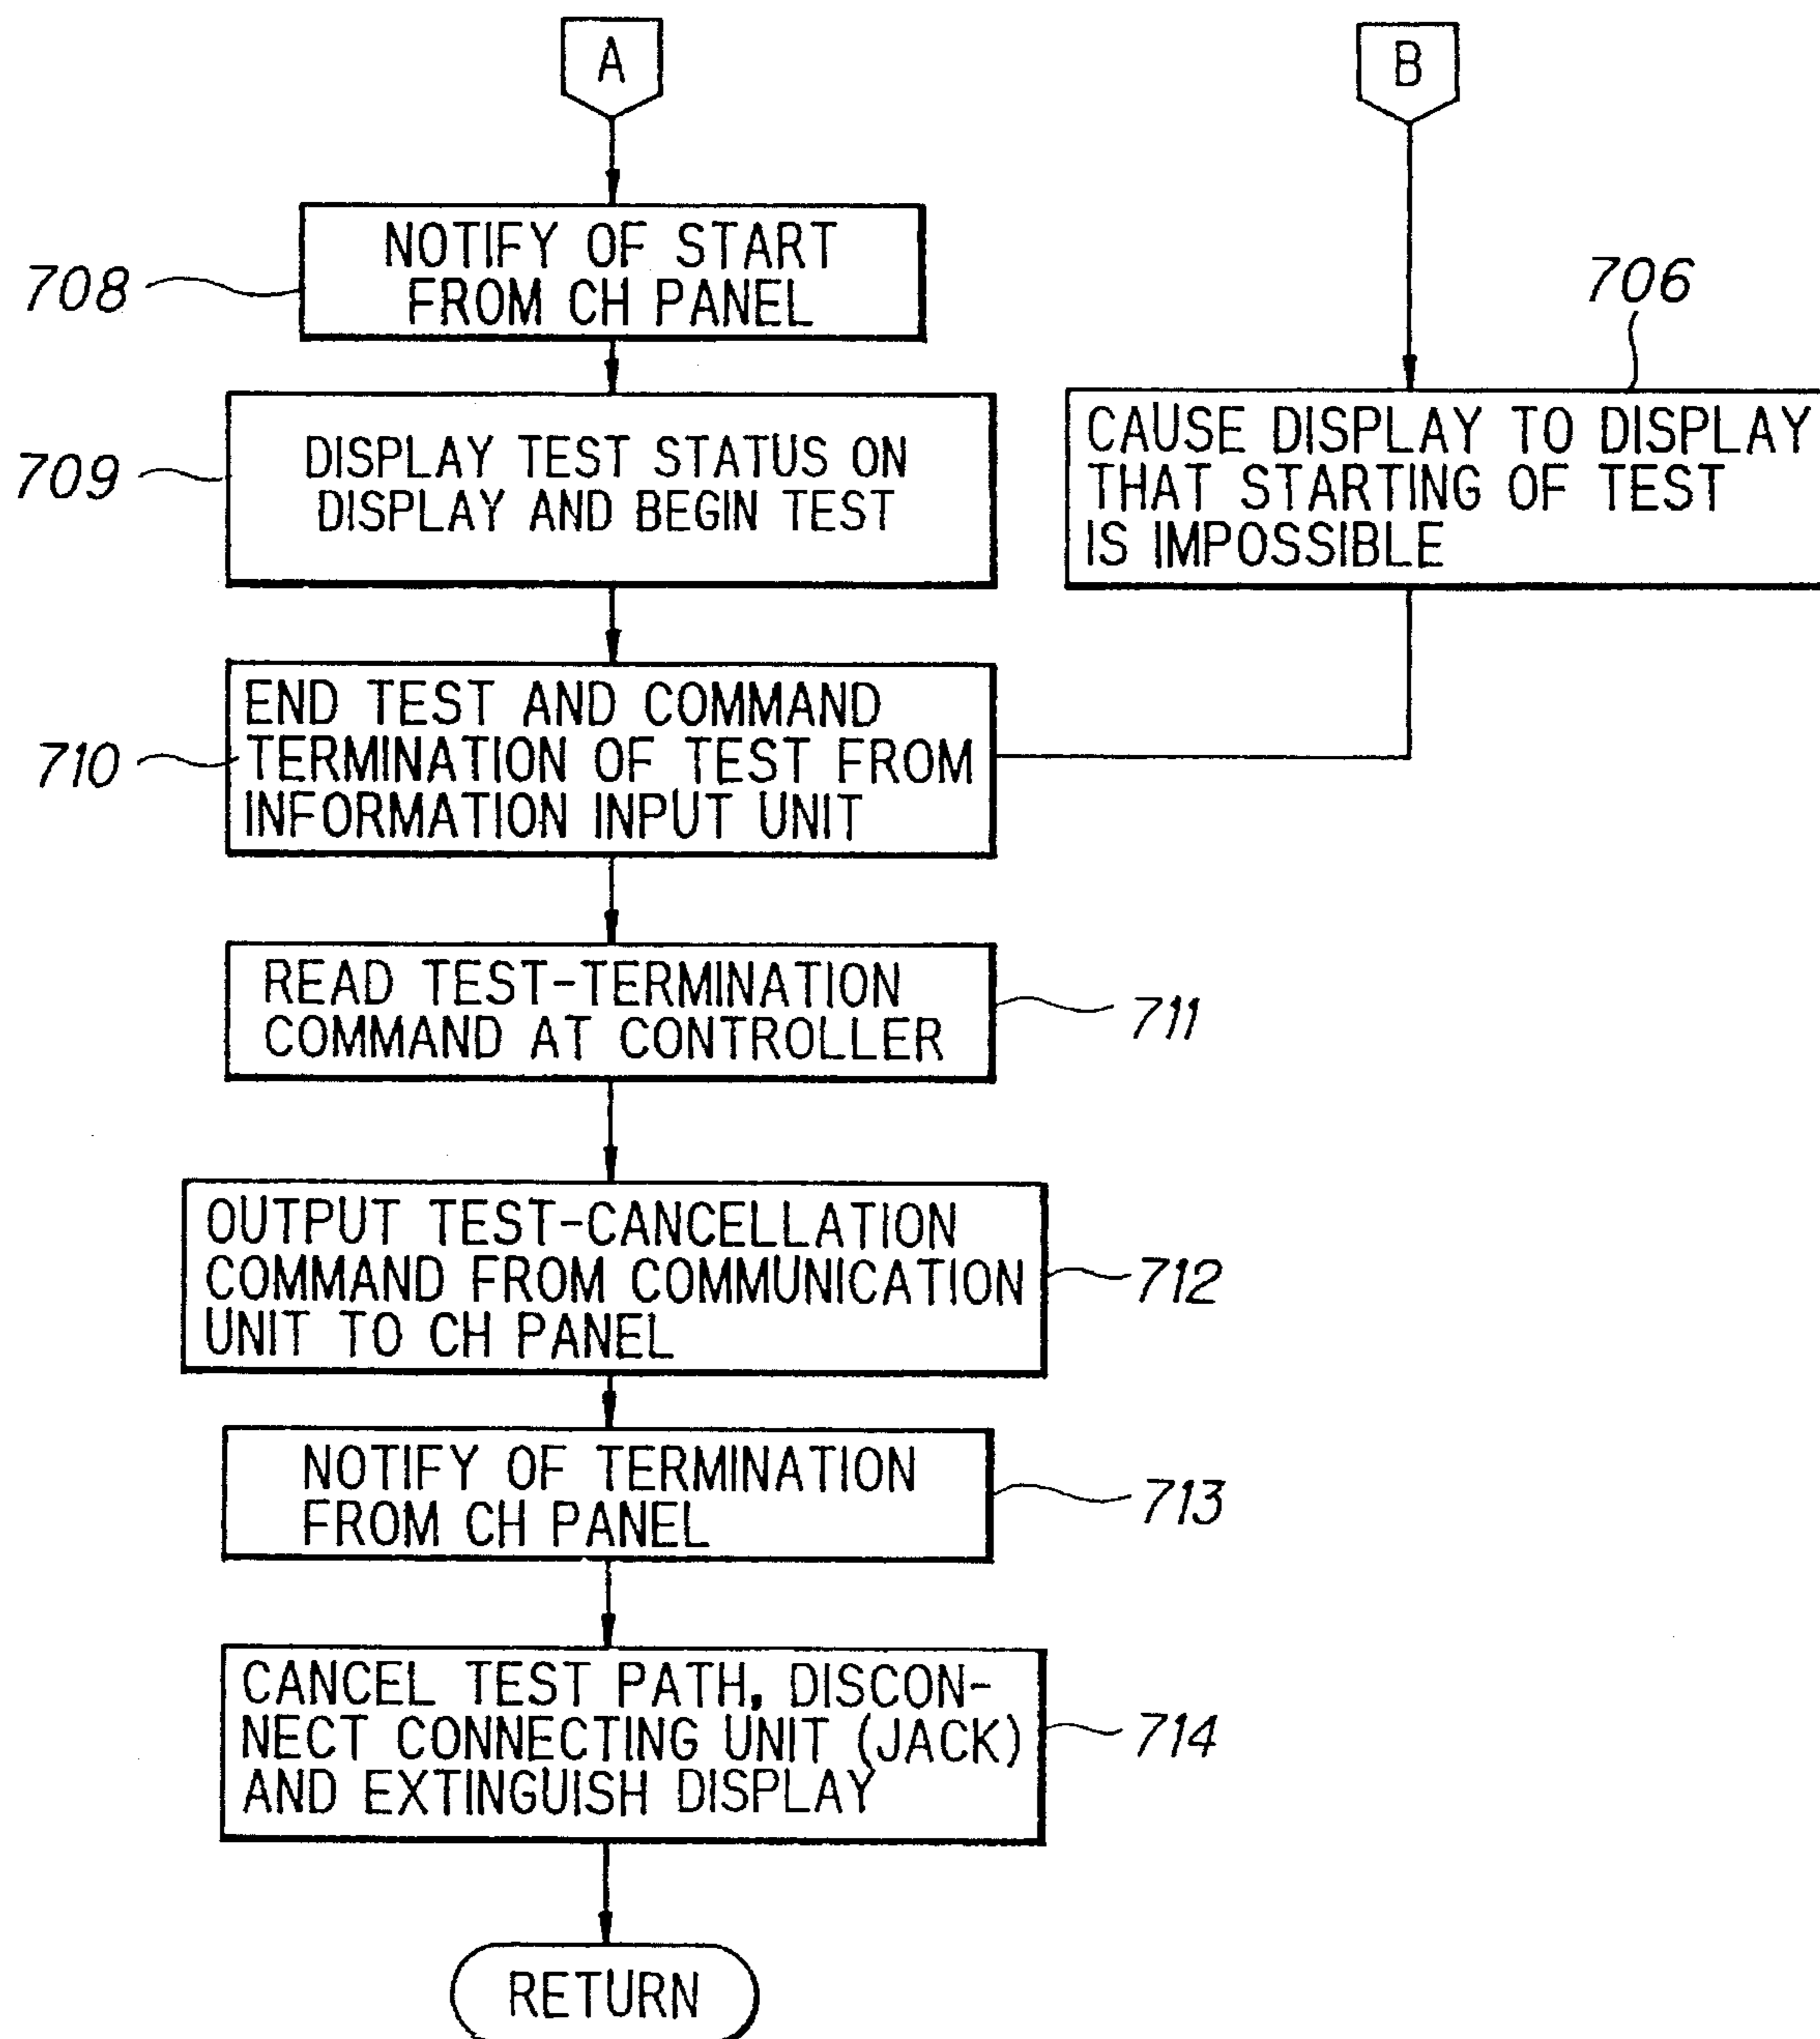 A
B
708
NOTIFY OF START
FROM CH PANEL
706
709
DISPLAY TEST STATUS ON
DISPLAY AND BEGIN TEST
CAUSE DISPLAY TO DISPLAY
THAT STARTING OF TEST
IS IMPOSSIBLE
710
END TEST AND COMMAND
TERMINATION OF TEST FROM
INFORMATION INPUT UNIT
READ TEST-TERMINATION
COMMAND AT CONTROLLER
711
OUTPUT TEST-CANCELLATION
COMMAND FROM COMMUNICATION
UNIT TO CH PANEL
712
NOTIFY OF TERMINATION
FROM CH PANEL
713
CANCEL TEST PATH, DISCON-
NECT CONNECTING UNIT (JACK)
AND EXTINGUISH DISPLAY
714
RETURN